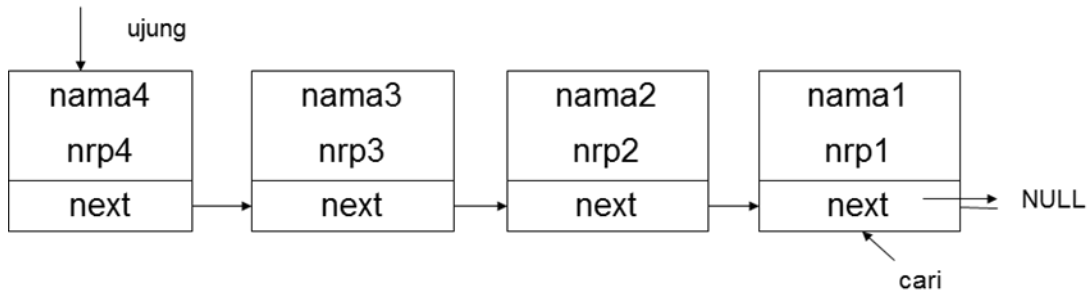 ujung
nama4
nrp4
next
nama3
nrp3
next
nama2
nrp2
next
nama1
nrp1
next
NULL
cari